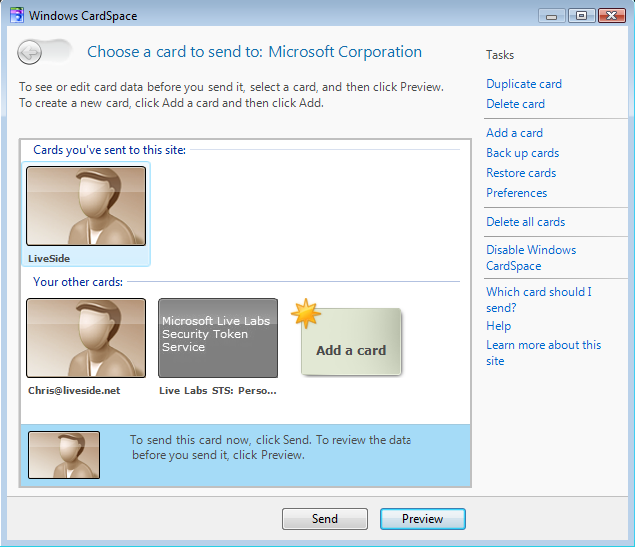 Windows CardSpace
Choose a card to send to: Microsoft Corporation
To see or edit card data before you send it, select a card, and then click Preview.
To create a new card, click Add a card and then click Add.
Cards you've sent to this site:
LiveSide
Your other cards:
Microsoft Live Labs
Security Token
Service
Add a card
Chris@liveside.net
Live Labs STS: Perso...
To send this card now, click Send. To review the data
before you send it, click Preview.
Send
Preview
Tasks
Duplicate card
Delete card
Add a card
Back up cards
Restore cards
Preferences
Delete all cards
Disable Windows
CardSpace
Which card should I
send?
Help
Learn more about this
site